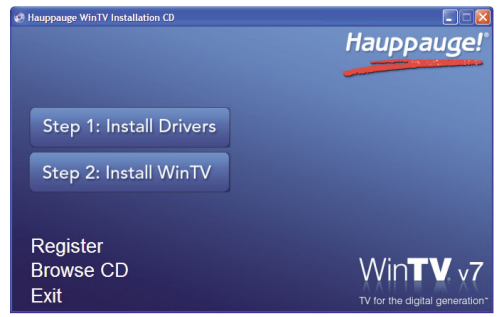 Hauppauge WinTV Installation CD
Hauppauge!®
Step 1: Install Drivers
Step 2: Install WinTV
Register
Browse CD
Exit
WinTV® v7
TV for the digital generation™